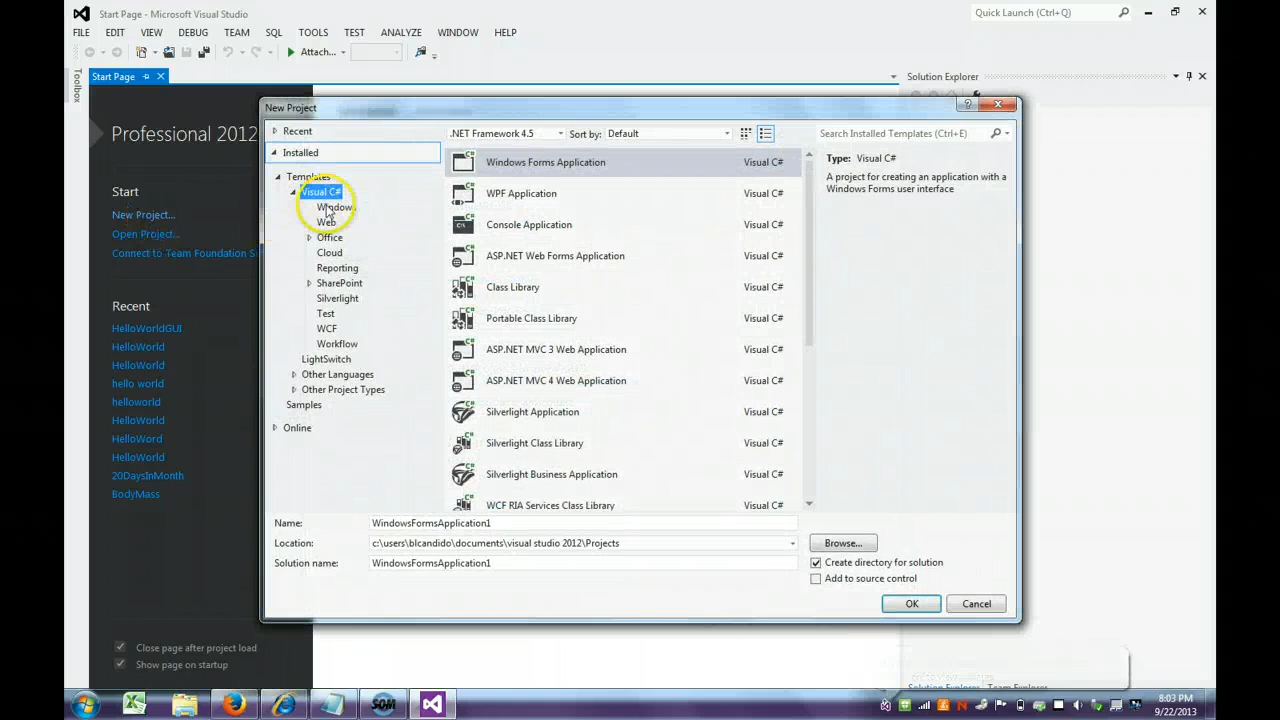 Start Page - Microsoft Visual Studio
Quick Launch (Ctrl+Q)
FILE EDIT VIEW DEBUG TEAM SQL TOOLS TEST ANALYZE WINDOW HELP
Attach...
Toolbox
Start Page
Solution Explorer
Professional 2012
Start
New Project...
Open Project...
Connect to Team Foundation S
Recent
HelloWorldGUI
HelloWorld
HelloWorld
hello world
helloworld
HelloWorld
HelloWord
HelloWorld
20DaysInMonth
BodyMass
Close page after project load
Show page on startup
New Project
Recent
Installed
Templates
Visual C#
Windows
Web
Office
Cloud
Reporting
SharePoint
Silverlight
Test
WCF
Workflow
LightSwitch
Other Languages
Other Project Types
Samples
Online
.NET Framework 4.5 Sort by: Default
Search Installed Templates (Ctrl+E)
Windows Forms Application Visual C#
WPF Application Visual C#
Console Application Visual C#
ASP.NET Web Forms Application Visual C#
Class Library Visual C#
Portable Class Library Visual C#
ASP.NET MVC 3 Web Application Visual C#
ASP.NET MVC 4 Web Application Visual C#
Silverlight Application Visual C#
Silverlight Class Library Visual C#
Silverlight Business Application Visual C#
WCF RIA Services Class Library Visual C#
Type: Visual C#
A project for creating an application with a
Windows Forms user interface
Name: WindowsFormsApplication1
Location: c:\users\blcandido\documents\visual studio 2012\Projects
Browse...
Solution name: WindowsFormsApplication1
Create directory for solution
Add to source control
OK Cancel
Solution Explorer Team Explorer
SOM
8:03 PM
9/22/2013